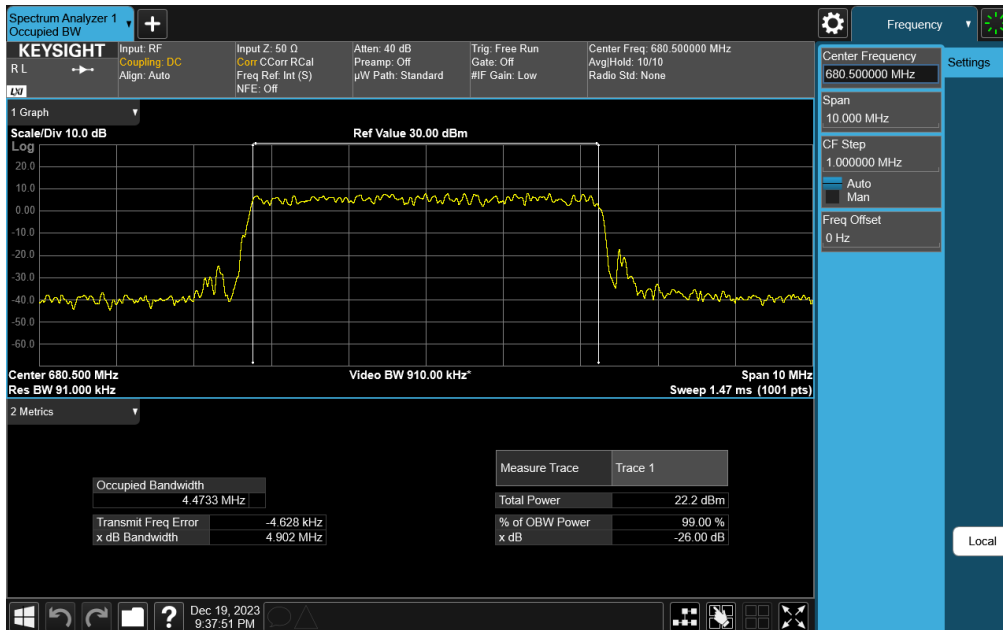 Spectrum Analyzer 1
Occupied BW
+
Frequency
KEYSIGHT
R L
LXI
Input: RF
Coupling: DC
Align: Auto
Input Z: 50 Ω
Corr CCorr RCal
Freq Ref: Int (S)
NFE: Off
Atten: 40 dB
Preamp: Off
µW Path: Standard
Trig: Free Run
Gate: Off
#IF Gain: Low
Center Freq: 680.500000 MHz
Avg|Hold: 10/10
Radio Std: None
Center Frequency
680.500000 MHz
Settings
Span
10.000 MHz
CF Step
1.000000 MHz
Auto
Man
Freq Offset
0 Hz
Local
1 Graph
Scale/Div 10.0 dB
Ref Value 30.00 dBm
Log
20.0
10.0
0.00
-10.0
-20.0
-30.0
-40.0
-50.0
-60.0
Center 680.500 MHz
Video BW 910.00 kHz*
Span 10 MHz
Res BW 91.000 kHz
Sweep 1.47 ms (1001 pts)
2 Metrics
Occupied Bandwidth
4.4733 MHz
Transmit Freq Error -4.628 kHz
x dB Bandwidth 4.902 MHz
Measure Trace Trace 1
Total Power 22.2 dBm
% of OBW Power 99.00 %
x dB -26.00 dB
?
Dec 19, 2023
9:37:51 PM